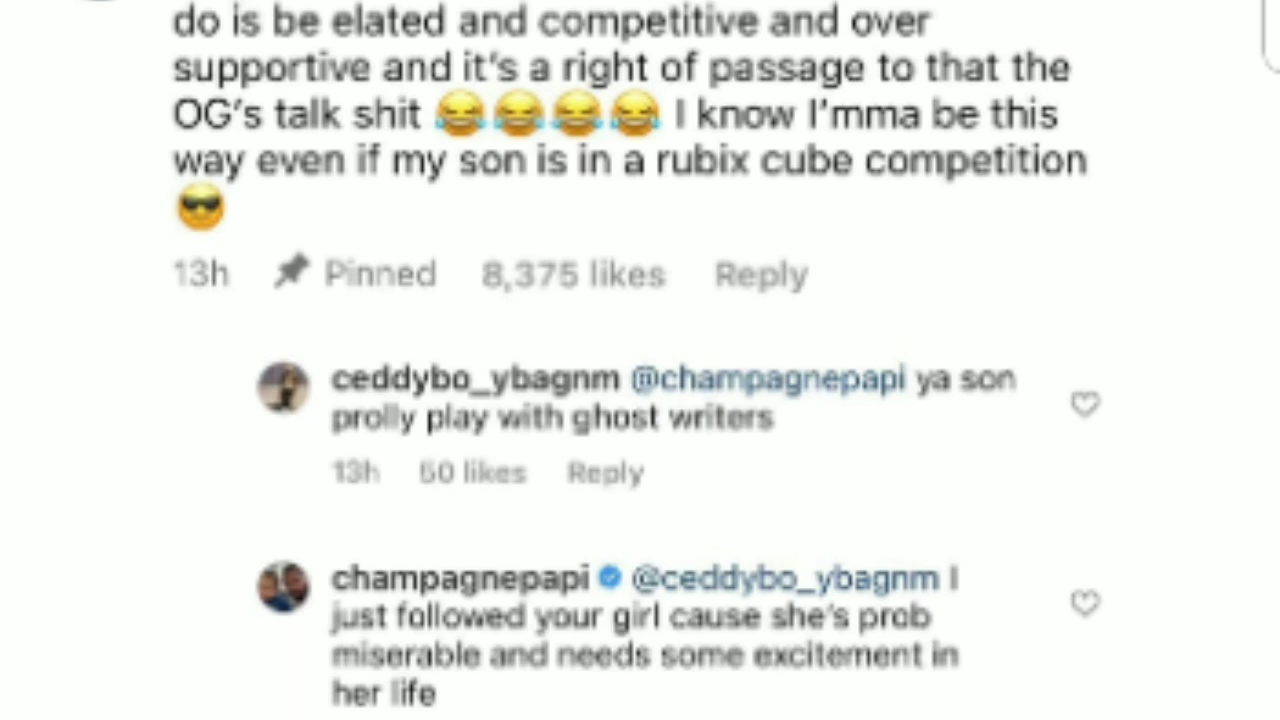 do is be elated and competitive and over
supportive and it's a right of passage to that the
OG's talk shit 😂😂😂😂 I know I'mma be this
way even if my son is in a rubix cube competition
😎
13h Pinned 8,375 likes Reply
ceddybo_ybagnm @champagnepapi ya son
prolly play with ghost writers
13h 50 likes Reply
champagnepapi @ceddybo_ybagnm I
just followed your girl cause she's prob
miserable and needs some excitement in
her life